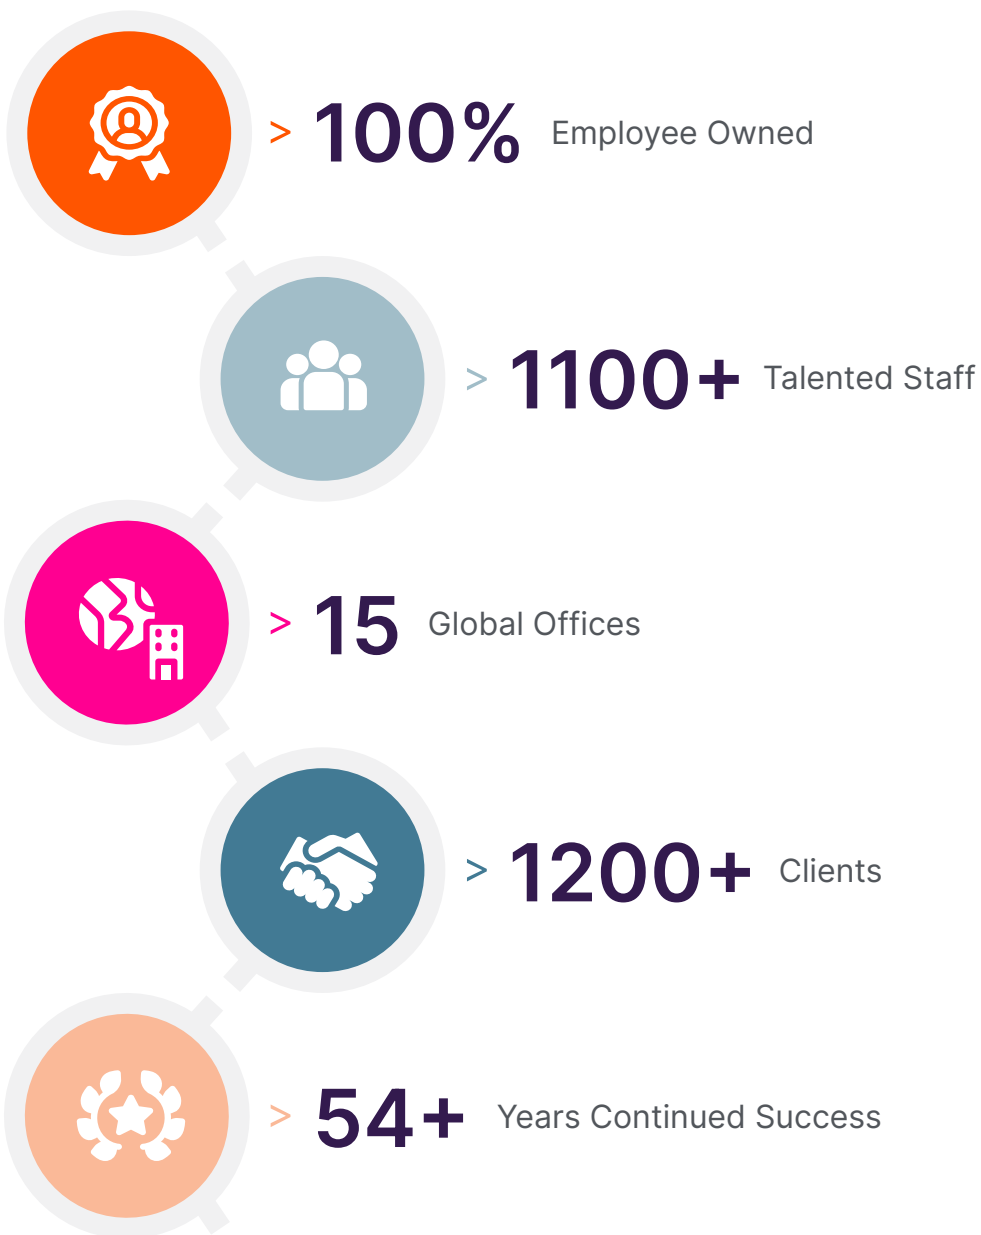 > 100% Employee Owned
> 1100+ Talented Staff
> 15 Global Offices
> 1200+ Clients
> 54+ Years Continued Success